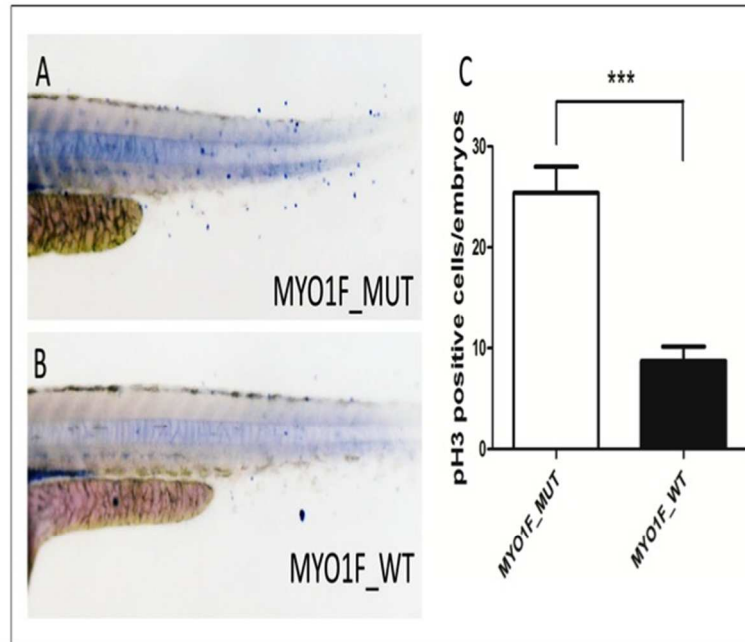 A
MYO1F_MUT
B
MYO1F_WT
C
***
pH3 positive cells/embryos
30
20
10
0
MYO1F_MUT
MYO1F_WT